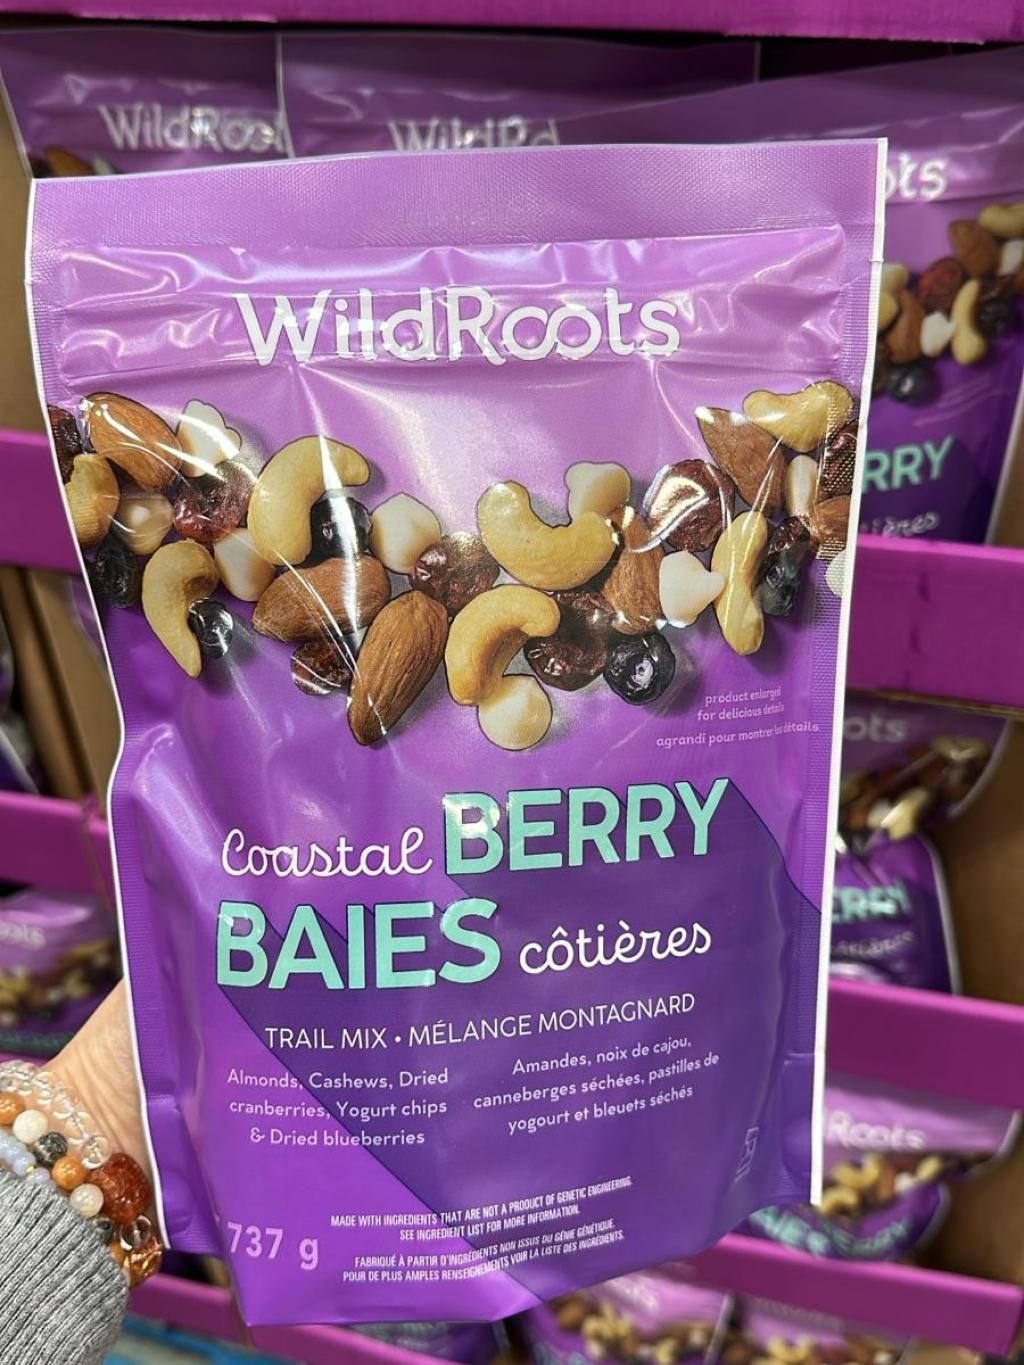 WildRoots
product enlarged
for delicious details
agrandi pour montrer les détails
Coastal BERRY
BAIES côtières
TRAIL MIX • MÉLANGE MONTAGNARD
Almonds, Cashews, Dried
cranberries, Yogurt chips
& Dried blueberries
Amandes, noix de cajou,
canneberges séchées, pastilles de
yogourt et bleuets séchés
737 g
MADE WITH INGREDIENTS THAT ARE NOT A PRODUCT OF GENETIC ENGINEERING.
SEE INGREDIENT LIST FOR MORE INFORMATION.
FABRIQUÉ À PARTIR D'INGRÉDIENTS NON ISSUS DU GÉNIE GÉNÉTIQUE.
POUR DE PLUS AMPLES RENSEIGNEMENTS VOIR LA LISTE DES INGRÉDIENTS.